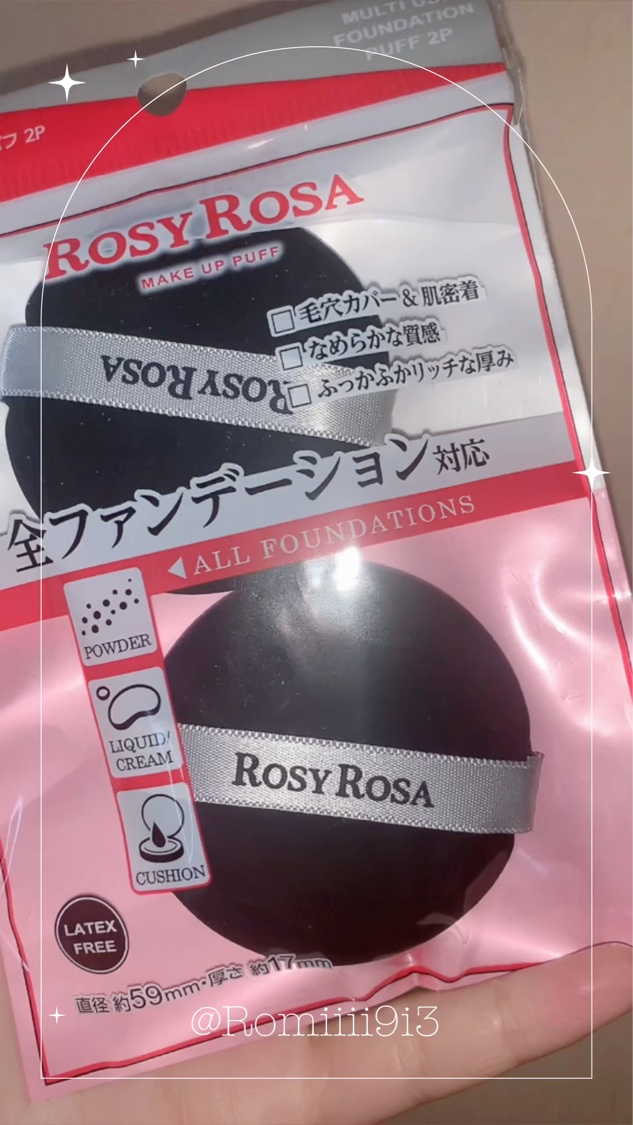 MULTI USE
FOUNDATION
PUFF 2P
フ 2P
ROSY ROSA
MAKE UP PUFF
毛穴カバー & 肌密着
なめらかな質感
ふっかふかリッチな厚み
ROSY ROSA
ROSY ROSA
全ファンデーション対応
◀ALL FOUNDATIONS
POWDER
LIQUID/
CREAM
CUSHION
ROSY ROSA
LATEX
FREE
直径 約59mm・厚さ 約17mm
@Romiiii9i3